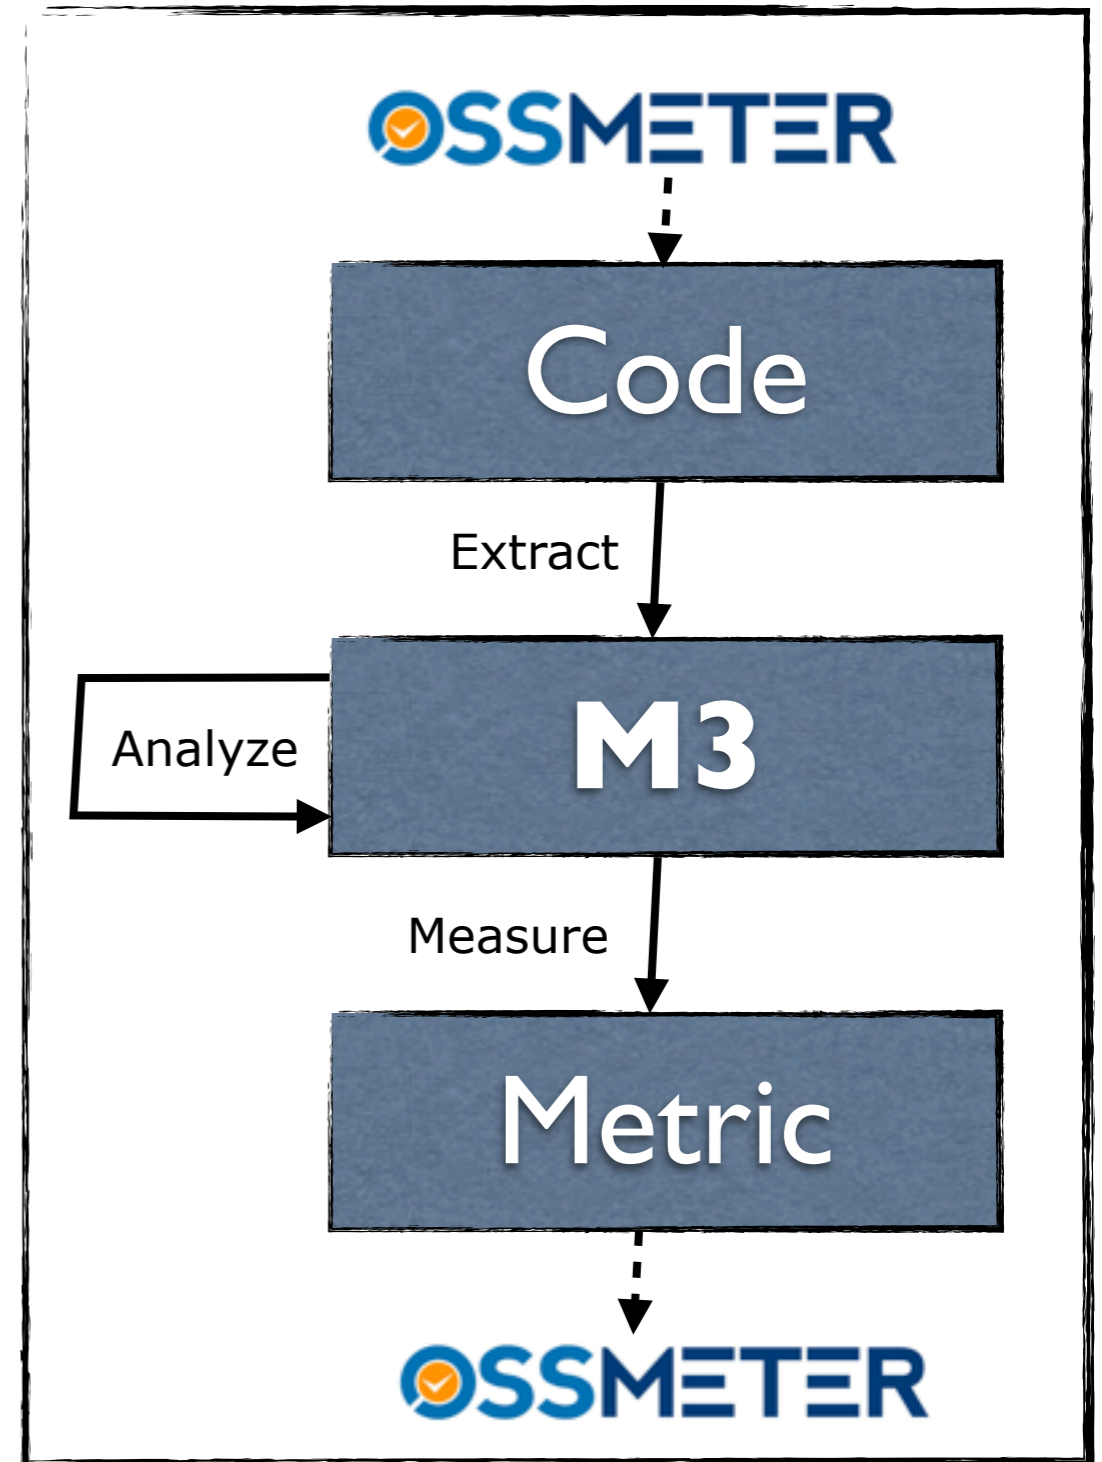 OSSMETER
Code
Extract
M3
Analyze
Measure
Metric
OSSMETER